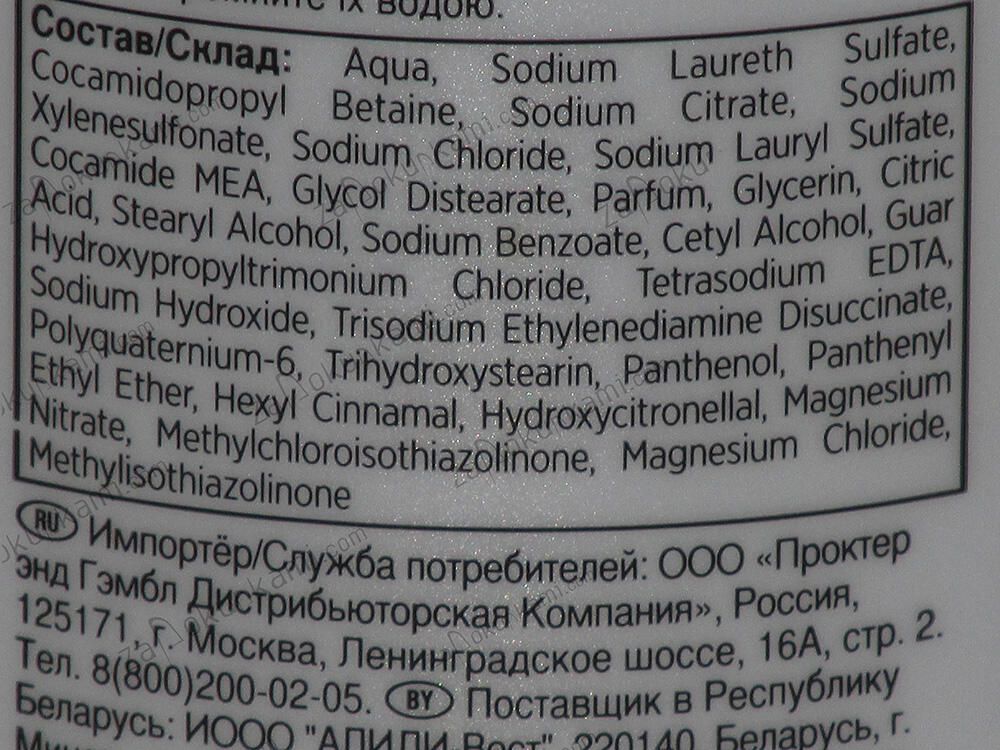 їх водою.
Состав/Склад: Aqua, Sodium Laureth Sulfate,
Cocamidopropyl Betaine, Sodium Citrate, Sodium
Xylenesulfonate, Sodium Chloride, Sodium Lauryl Sulfate,
Cocamide MEA, Glycol Distearate, Parfum, Glycerin, Citric
Acid, Stearyl Alcohol, Sodium Benzoate, Cetyl Alcohol, Guar
Hydroxypropyltrimonium Chloride, Tetrasodium EDTA,
Sodium Hydroxide, Trisodium Ethylenediamine Disuccinate,
Polyquaternium-6, Trihydroxystearin, Panthenol, Panthenyl
Ethyl Ether, Hexyl Cinnamal, Hydroxycitronellal, Magnesium
Nitrate, Methylchloroisothiazolinone, Magnesium Chloride,
Methylisothiazolinone
RU Импортёр/Служба потребителей: ООО «Проктер
энд Гэмбл Дистрибьюторская Компания», Россия,
125171, г. Москва, Ленинградское шоссе, 16А, стр. 2.
Тел. 8(800)200-02-05. BY Поставщик в Республику
Беларусь: ИООО 220140, Беларусь, г.